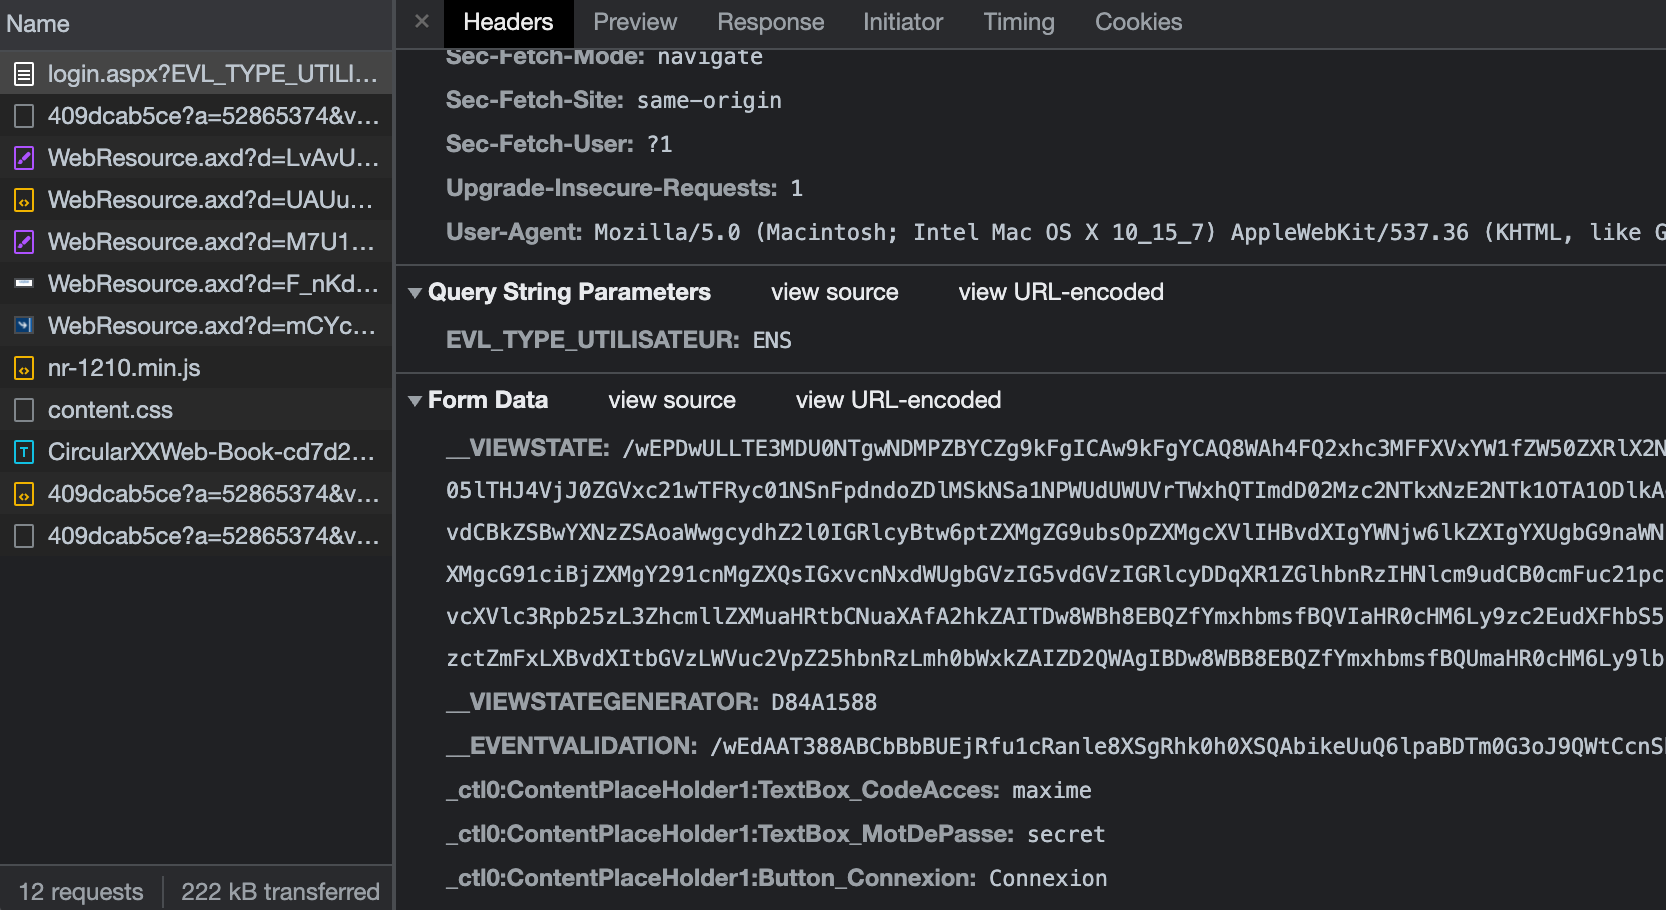 Name
login.aspx?EVL_TYPE_UTILI...
409dcab5ce?a=52865374&v...
WebResource.axd?d=LvAvU...
WebResource.axd?d=UAUu...
WebResource.axd?d=M7U1...
WebResource.axd?d=F_nKd...
WebResource.axd?d=mCYc...
nr-1210.min.js
content.css
CircularXXWeb-Book-cd7d2...
409dcab5ce?a=52865374&v...
409dcab5ce?a=52865374&v...
12 requests 222 kB transferred
× Headers Preview Response Initiator Timing Cookies
Sec-Fetch-Mode: navigate
Sec-Fetch-Site: same-origin
Sec-Fetch-User: ?1
Upgrade-Insecure-Requests: 1
User-Agent: Mozilla/5.0 (Macintosh; Intel Mac OS X 10_15_7) AppleWebKit/537.36 (KHTML, like G
Query String Parameters view source view URL-encoded
EVL_TYPE_UTILISATEUR: ENS
Form Data view source view URL-encoded
__VIEWSTATE: /wEPDwULLTE3MDU0NTgwNDMPZBYCZg9kFgICAw9kFgYCAQ8WAh4FQ2xhc3MFFXVxYW1fZW50ZXRlX2N
05lTHJ4VjJ0ZGVxc21wTFRyc01NSnFpdndoZDlMSkNSa1NPWUdUWUVrTWxhQTImdD02Mzc2NTkxNzE2NTk1OTA1ODlkA
vdCBkZSBwYXNzZSAoaWwgcydhZ2l0IGRlcyBtw6ptZXMgZG9ubsOpZXMgcXVlIHBvdXIgYWNjw6lkZXIgYXUgbG9naWN
XMgcG91ciBjZXMgY291cnMgZXQsIGxvcnNxdWUgbGVzIG5vdGVzIGRlcyDDqXR1ZGlhbnRzIHNlcm9udCB0cmFuc21pc
vcXVlc3Rpb25zL3ZhcmllZXMuaHRtbCNuaXAfA2hkZAITDw8WBh8EBQZfYmxhbmsfBQVIaHR0cHM6Ly9zc2EudXFhbS5
zctZmFxLXBvdXItbGVzLWVuc2VpZ25hbnRzLmh0bWxkZAIZD2QWAgIBDw8WBB8EBQZfYmxhbmsfBQUmaHR0cHM6Ly9lb
__VIEWSTATEGENERATOR: D84A1588
__EVENTVALIDATION: /wEdAAT388ABCbBbBUEjRfu1cRanle8XSgRhk0h0XSQAbikeUuQ6lpaBDTm0G3oJ9QWtCcnS
_ctl0:ContentPlaceHolder1:TextBox_CodeAcces: maxime
_ctl0:ContentPlaceHolder1:TextBox_MotDePasse: secret
_ctl0:ContentPlaceHolder1:Button_Connexion: Connexion